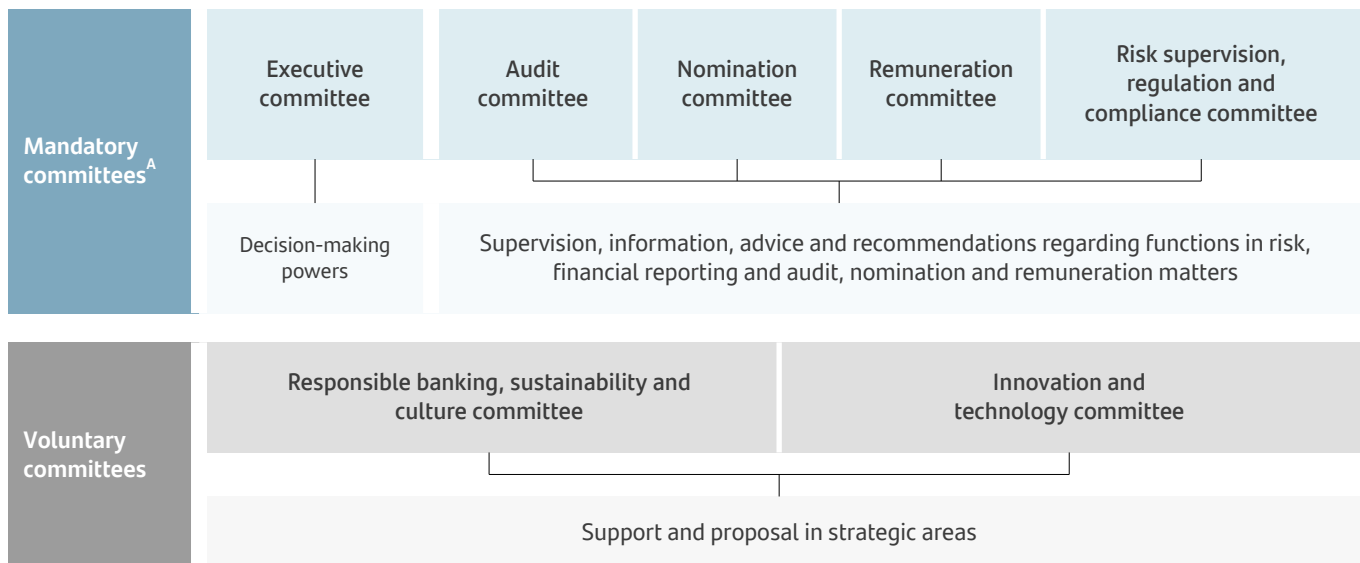 Mandatory
committees^A
Executive
committee
Audit
committee
Nomination
committee
Remuneration
committee
Risk supervision,
regulation and
compliance committee
Decision-making
powers
Supervision, information, advice and recommendations regarding functions in risk,
financial reporting and audit, nomination and remuneration matters
Voluntary
committees
Responsible banking, sustainability and
culture committee
Innovation and
technology committee
Support and proposal in strategic areas